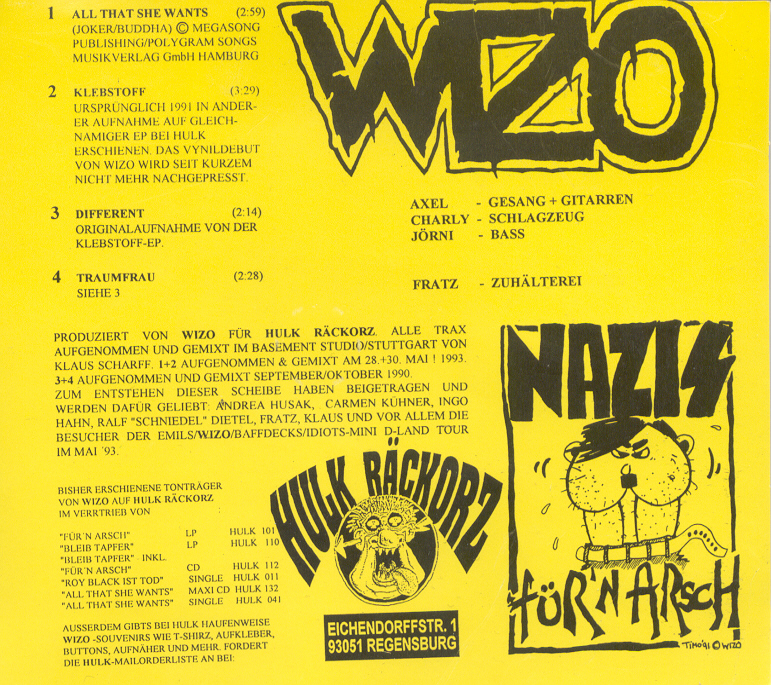 1 ALL THAT SHE WANTS (2:59)
(JOKER/BUDDHA) © MEGASONG
PUBLISHING/POLYGRAM SONGS
MUSIKVERLAG GmbH HAMBURG
2 KLEBSTOFF (3:29)
URSPRÜNGLICH 1991 IN ANDER-
ER AUFNAHME AUF GLEICH-
NAMIGER EP BEI HULK
ERSCHIENEN. DAS VYNILDEBUT
VON WIZO WIRD SEIT KURZEM
NICHT MEHR NACHGEPRESST.
3 DIFFERENT (2:14)
ORIGINALAUFNAHME VON DER
KLEBSTOFF-EP.
4 TRAUMFRAU (2:28)
SIEHE 3
WIZO
AXEL - GESANG + GITARREN
CHARLY - SCHLAGZEUG
JÖRNI - BASS
FRATZ - ZUHÄLTEREI
PRODUZIERT VON WIZO FÜR HULK RÄCKORZ. ALLE TRAX
AUFGENOMMEN UND GEMIXT IM BASEMENT STUDIO/STUTTGART VON
KLAUS SCHARFF. 1+2 AUFGENOMMEN & GEMIXT AM 28.+30. MAI ! 1993.
3+4 AUFGENOMMEN UND GEMIXT SEPTEMBER/OKTOBER 1990.
ZUM ENTSTEHEN DIESER SCHEIBE HABEN BEIGETRAGEN UND
WERDEN DAFÜR GELIEBT: ANDREA HUSAK, CARMEN KÜHNER, INGO
HAHN, RALF "SCHNIEDEL" DIETEL, FRATZ, KLAUS UND VOR ALLEM DIE
BESUCHER DER EMILS/WIZO/BAFFDECKS/IDIOTS-MINI D-LAND TOUR
IM MAI '93.
BISHER ERSCHIENENE TONTRÄGER
VON WIZO AUF HULK RÄCKORZ
IM VERRTIEB VON
"FÜR'N ARSCH" LP HULK 101
"BLEIB TAPFER" LP HULK 110
"BLEIB TAPFER" INKL.
"FÜR'N ARSCH" CD HULK 112
"ROY BLACK IST TOD" SINGLE HULK 011
"ALL THAT SHE WANTS" MAXI CD HULK 132
"ALL THAT SHE WANTS" SINGLE HULK 041
AUSSERDEM GIBTS BEI HULK HAUFENWEISE
WIZO -SOUVENIRS WIE T-SHIRZ, AUFKLEBER,
BUTTONS, AUFNÄHER UND MEHR. FORDERT
DIE HULK-MAILORDERLISTE AN BEI:
HULK RÄCKORZ
EICHENDORFFSTR. 1
93051 REGENSBURG
NAZIS
FÜR'N ARSCH
TIMO'91 © WIZO